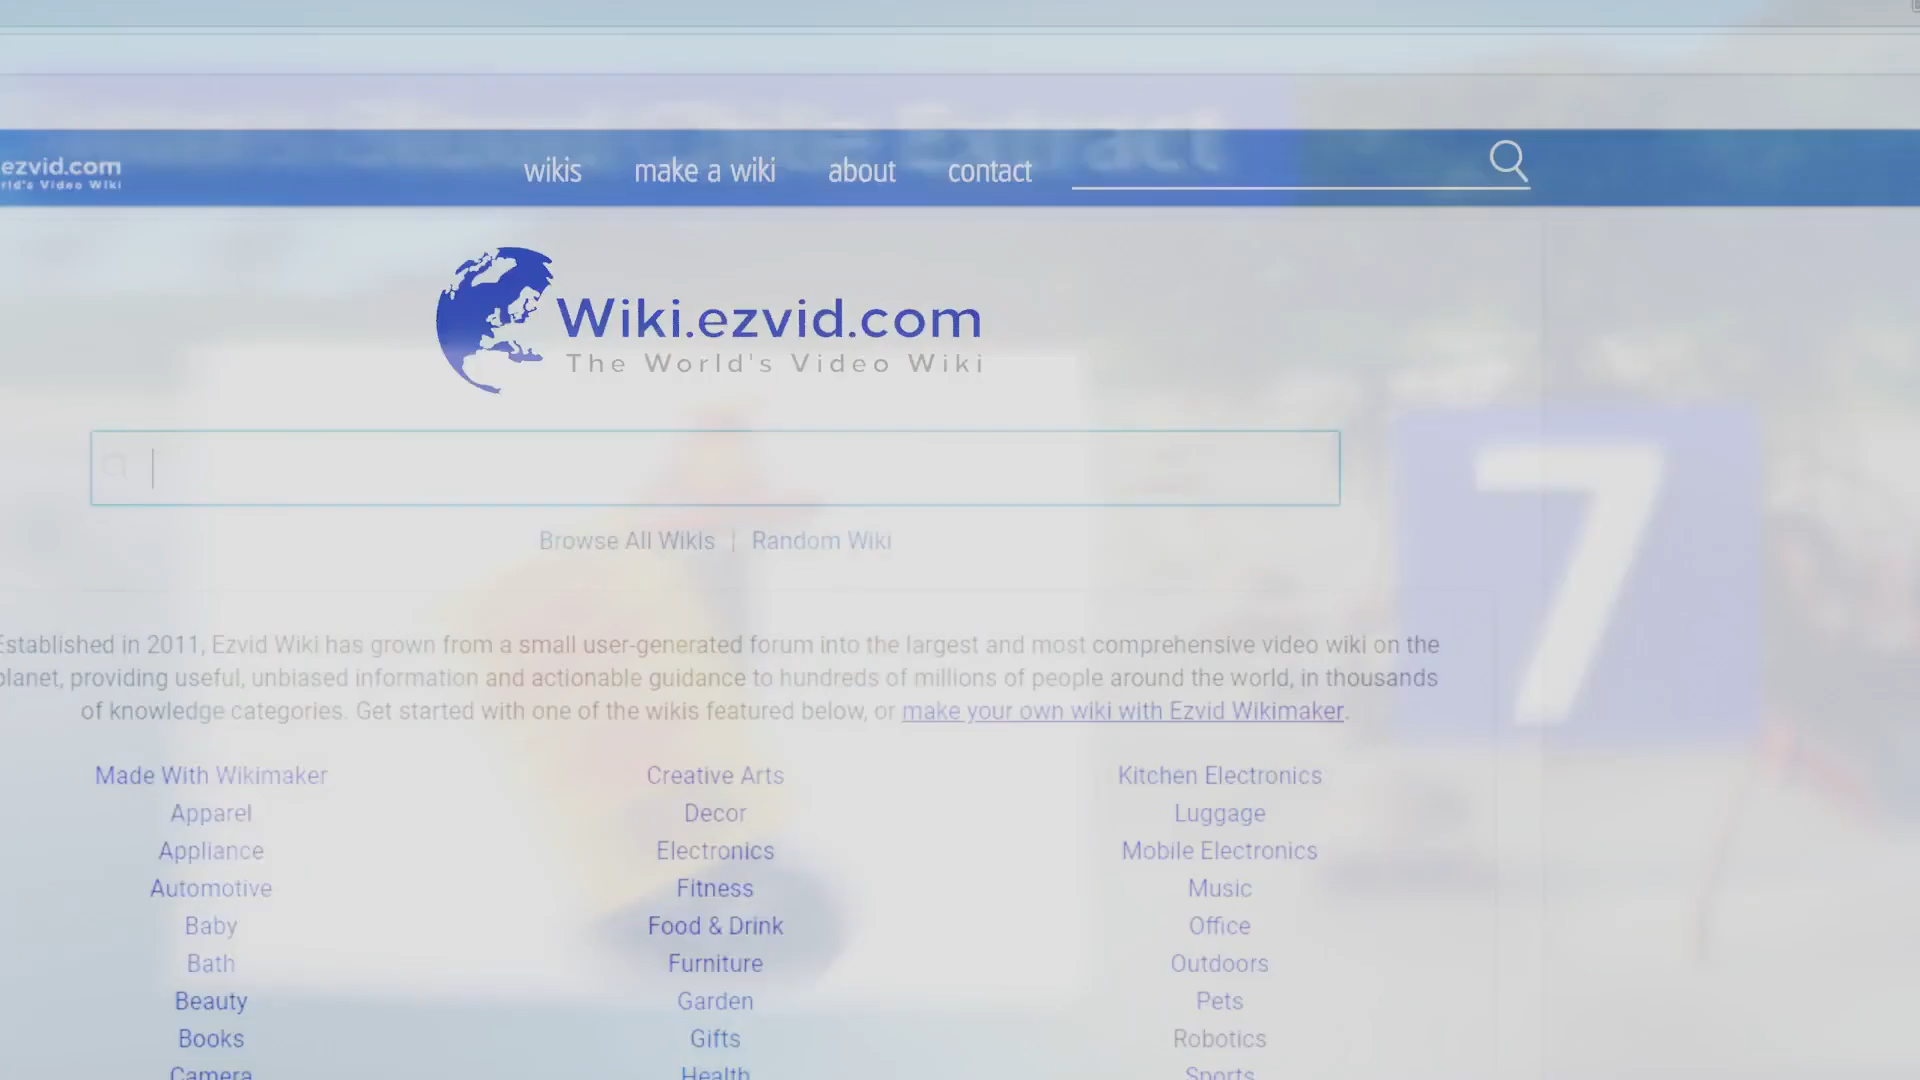 ezvid.com
wikis make a wiki about contact
Wiki.ezvid.com
The World's Video Wiki
Browse All Wikis | Random Wiki
Established in 2011, Ezvid Wiki has grown from a small user-generated forum into the largest and most comprehensive video wiki on the
planet, providing useful, unbiased information and actionable guidance to hundreds of millions of people around the world, in thousands
of knowledge categories. Get started with one of the wikis featured below, or make your own wiki with Ezvid Wikimaker.
7
Made With Wikimaker Creative Arts Kitchen Electronics
Apparel Decor Luggage
Appliance Electronics Mobile Electronics
Automotive Fitness Music
Baby Food & Drink Office
Bath Furniture Outdoors
Beauty Garden Pets
Books Gifts Robotics
Camera Health Sports